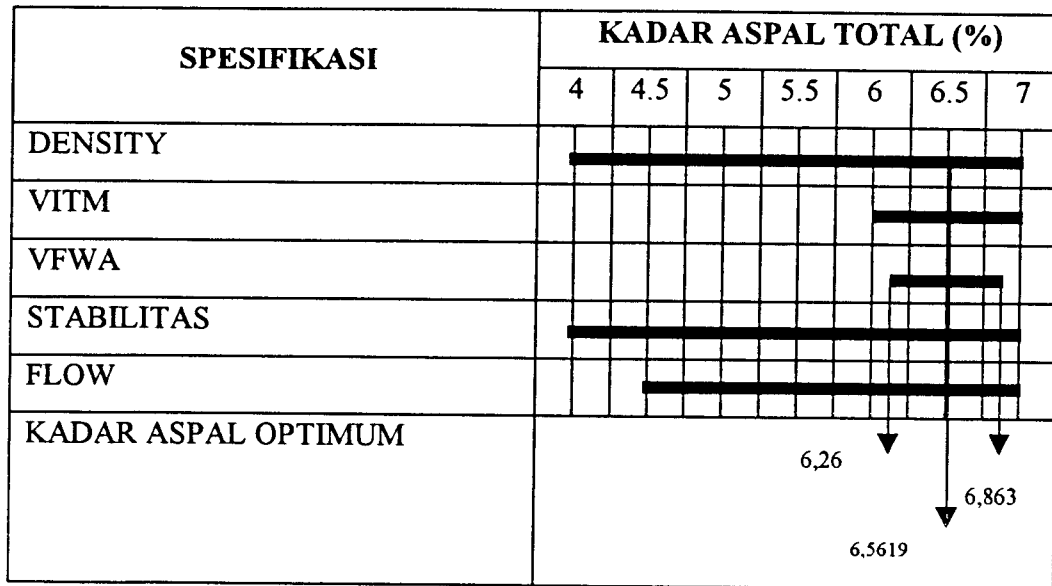 SPESIFIKASI
KADAR ASPAL TOTAL (%)
4 4.5 5 5.5 6 6.5 7
DENSITY
VITM
VFWA
STABILITAS
FLOW
KADAR ASPAL OPTIMUM
6,26
6,863
6,5619